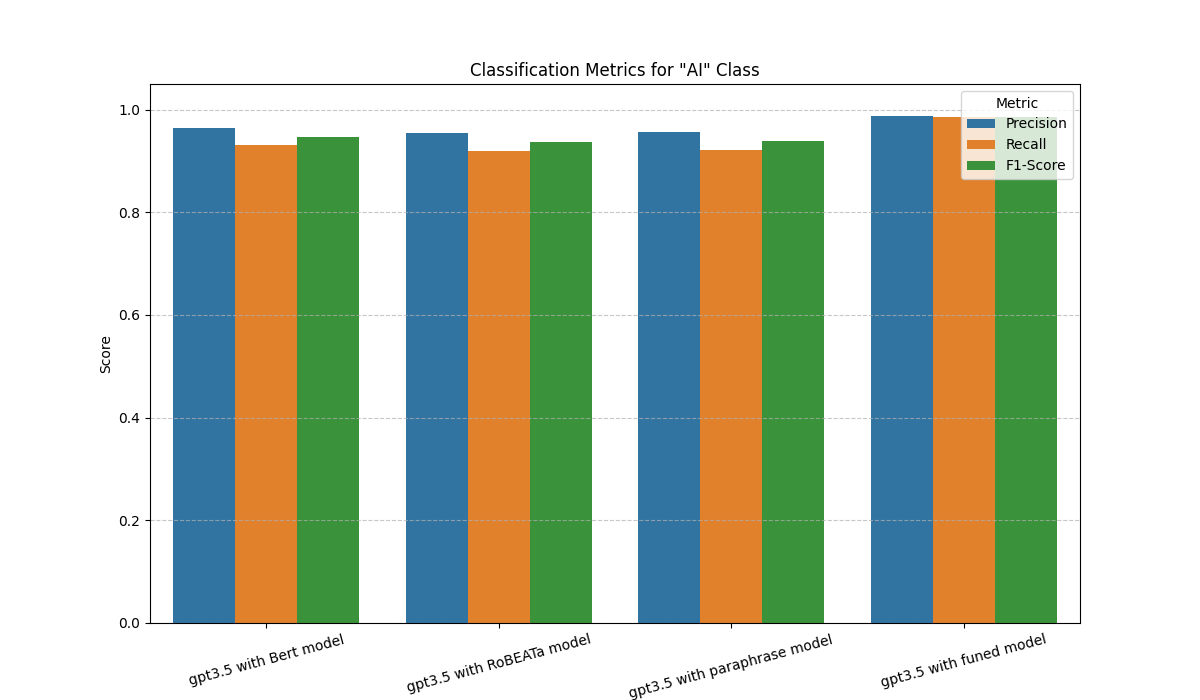 Classification Metrics for "AI" Class
Metric
Precision
Recall
F1-Score
1.0
0.8
0.6
0.4
0.2
0.0
Score
gpt3.5 with Bert model
gpt3.5 with RoBEATa model
gpt3.5 with paraphrase model
gpt3.5 with funed model